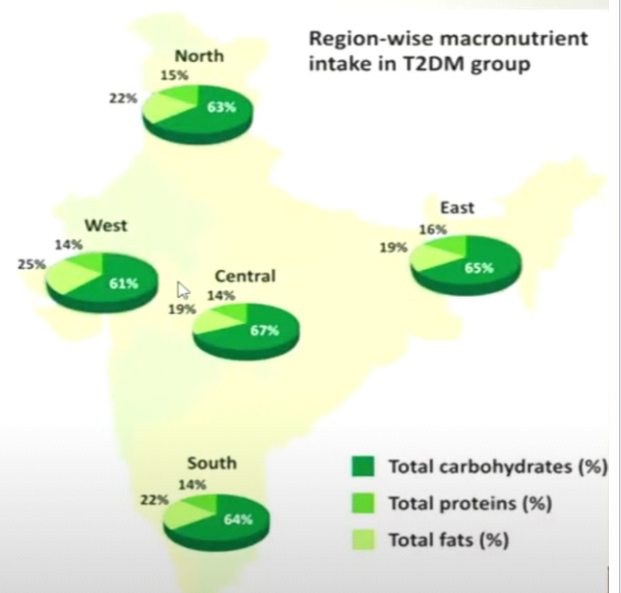 Region-wise macronutrient
intake in T2DM group
North
15%
22%
63%
West
14%
25%
61%
East
16%
19%
65%
Central
14%
19%
67%
South
14%
22%
64%
Total carbohydrates (%)
Total proteins (%)
Total fats (%)